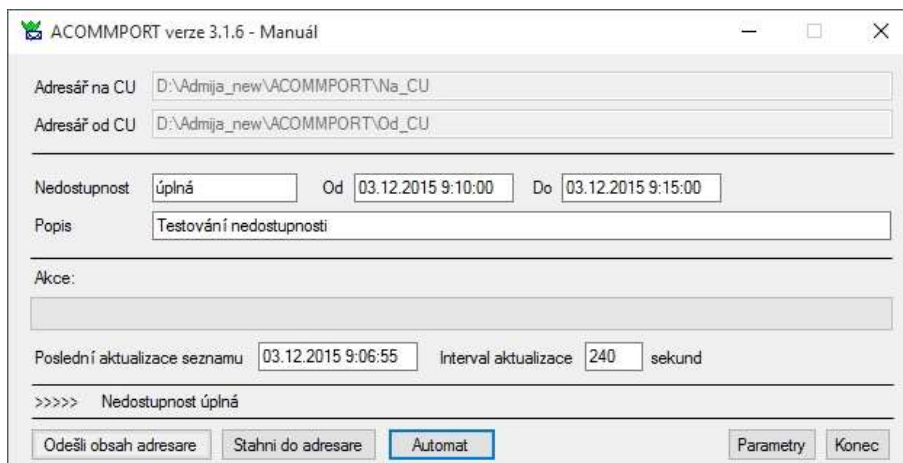 ACOMMPORT verze 3.1.6 - Manuál
Adresář na CU D:\Admija_new\ACOMMPORT\Na_CU
Adresář od CU D:\Admija_new\ACOMMPORT\Od_CU
Nedostupnost úplná Od 03.12.2015 9:10:00 Do 03.12.2015 9:15:00
Popis Testování nedostupnosti
Akce:
Poslední aktualizace seznamu 03.12.2015 9:06:55 Interval aktualizace 240 sekund
>>>>> Nedostupnost úplná
Odešli obsah adresare Stahni do adresare Automat Parametry Konec